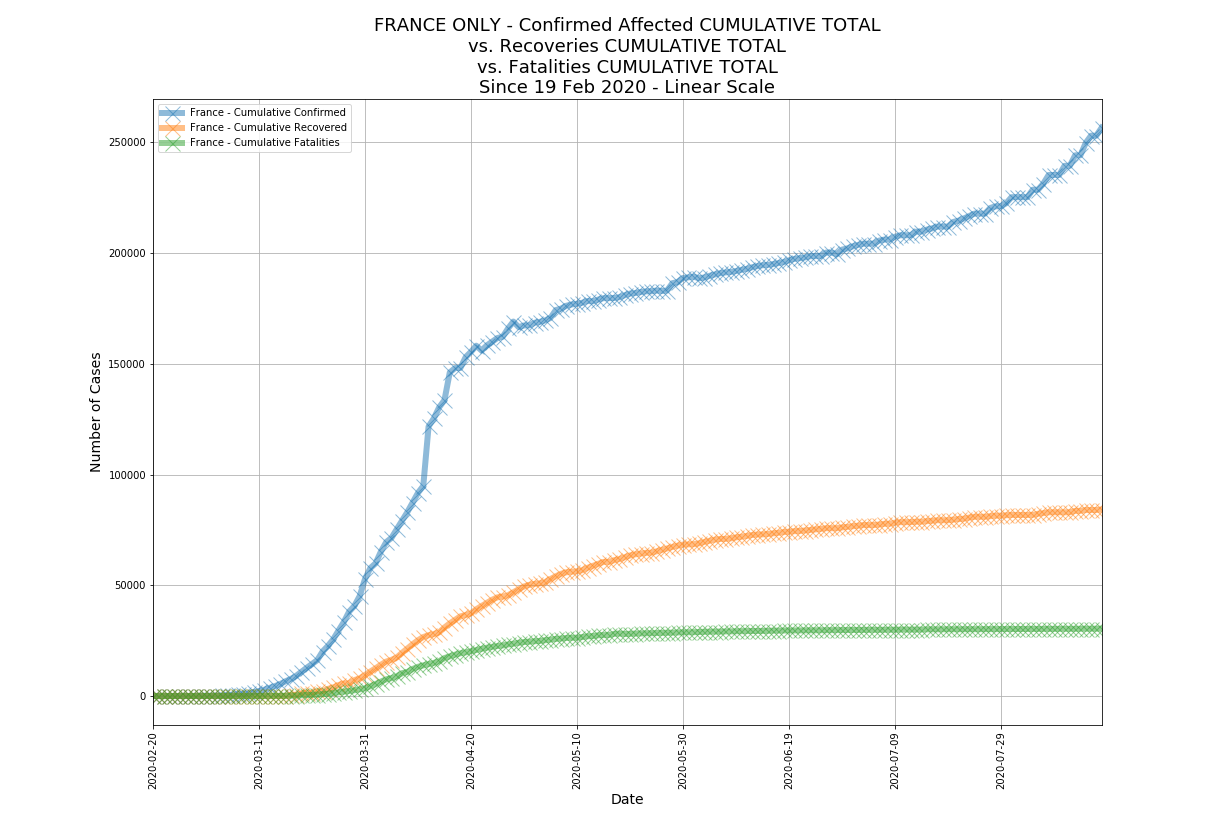 FRANCE ONLY - Confirmed Affected CUMULATIVE TOTAL
vs. Recoveries CUMULATIVE TOTAL
vs. Fatalities CUMULATIVE TOTAL
Since 19 Feb 2020 - Linear Scale
France - Cumulative Confirmed
France - Cumulative Recovered
France - Cumulative Fatalities
250000
200000
150000
100000
50000
0
Number of Cases
2020-02-20
2020-03-11
2020-03-31
2020-04-20
2020-05-10
2020-05-30
2020-06-19
2020-07-09
2020-07-29
Date